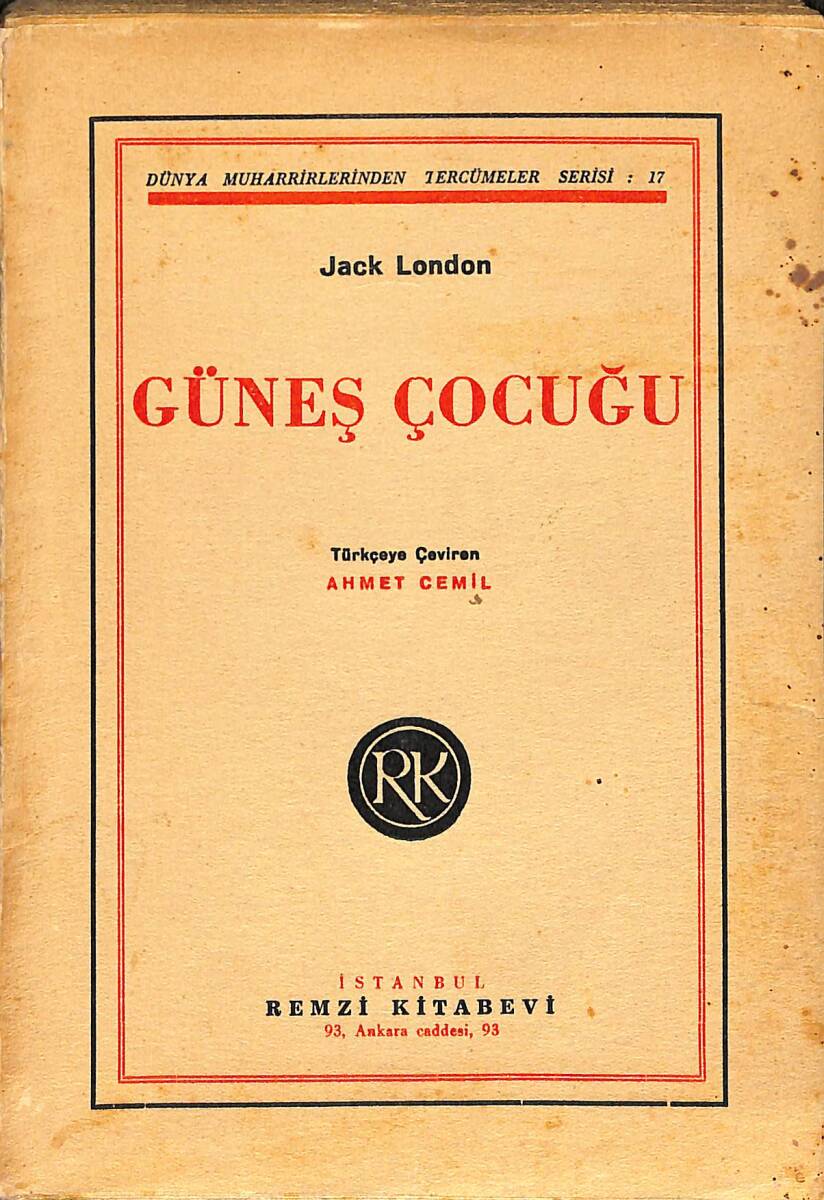 DÜNYA MUHARRİRLERİNDEN TERCÜMELER SERİSİ : 17
Jack London
GÜNEŞ ÇOCUĞU
Türkçeye Çeviren
AHMET CEMİL
RK
İSTANBUL
REMZİ KİTABEVİ
93, Ankara caddesi, 93